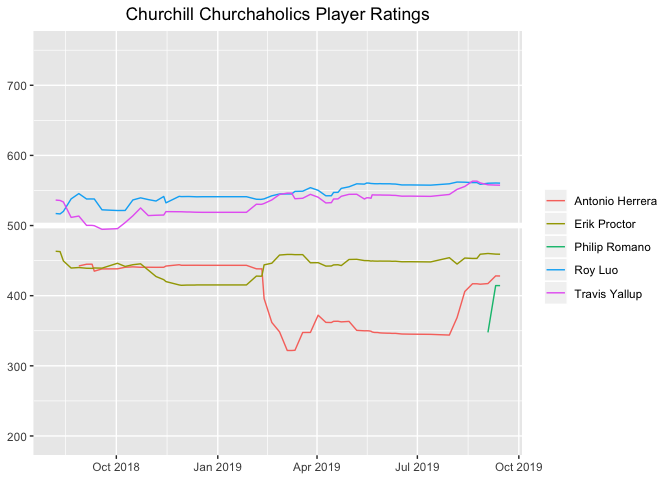 Churchill Churchaholics Player Ratings
700
600
500
400
300
200
Oct 2018 Jan 2019 Apr 2019 Jul 2019 Oct 2019
Antonio Herrera
Erik Proctor
Philip Romano
Roy Luo
Travis Yallup